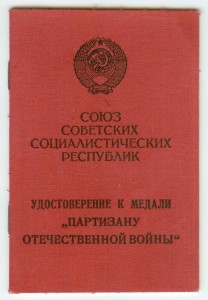 СОЮЗ
СОВЕТСКИХ
СОЦИАЛИСТИЧЕСКИХ
РЕСПУБЛИК
УДОСТОВЕРЕНИЕ К МЕДАЛИ
„ПАРТИЗАНУ
ОТЕЧЕСТВЕННОЙ ВОЙНЫ“